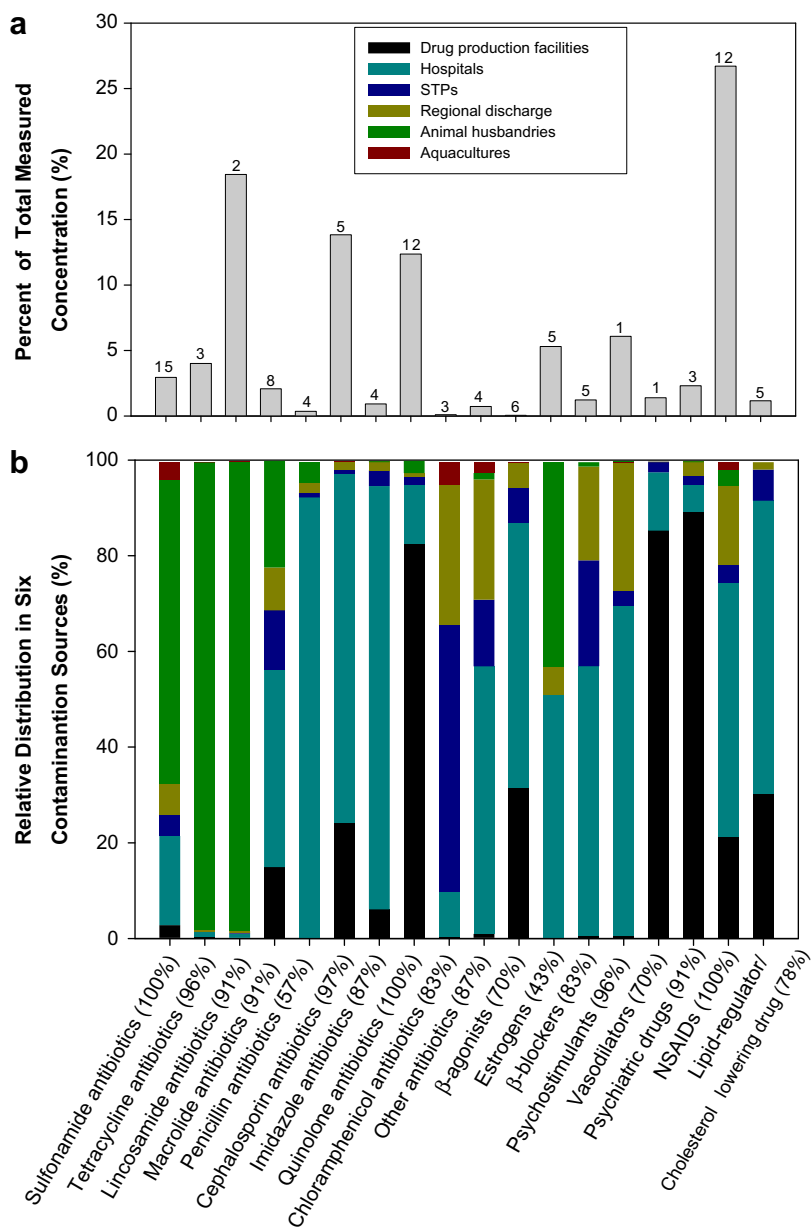 a
Percent of Total Measured
Concentration (%)
30
25
20
15
10
5
0
Drug production facilities
Hospitals
STPs
Regional discharge
Animal husbandries
Aquacultures
15
3
2
8
4
5
4
12
3
4
6
5
5
1
1
3
12
5
b
Relative Distribution in Six
Contaminantion Sources (%)
100
80
60
40
20
0
Sulfonamide antibiotics (100%)
Tetracycline antibiotics (96%)
Lincosamide antibiotics (91%)
Macrolide antibiotics (91%)
Penicillin antibiotics (57%)
Cephalosporin antibiotics (97%)
Imidazole antibiotics (87%)
Quinolone antibiotics (100%)
Chloramphenicol antibiotics (83%)
Other antibiotics (87%)
β-agonists (70%)
Estrogens (43%)
β-blockers (83%)
Psychostimulants (96%)
Vasodilators (70%)
Psychiatric drugs (91%)
NSAIDs (100%)
Lipid-regulator/
Cholesterol lowering drug (78%)